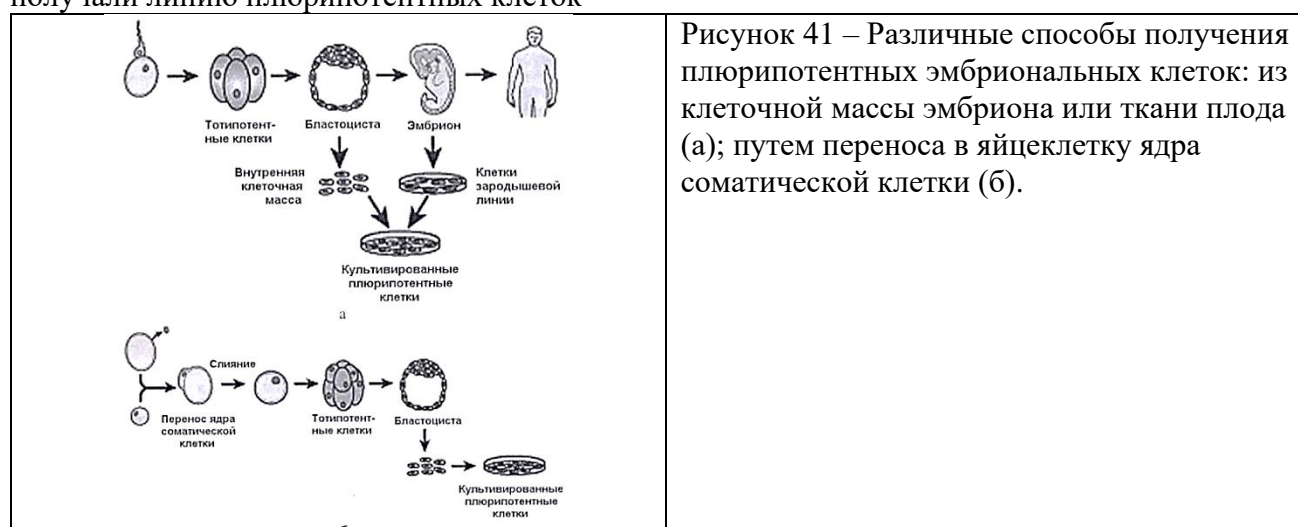 получали линию плюрипотентных клеток
Тотипотент-
ные клетки
Бластоциста
Эмбрион
Внутренняя
клеточная
масса
Клетки
зародышевой
линии
Культивированные
плюрипотентные
клетки
а
Слияние
Перенос ядра
соматической
клетки
Тотипотент-
ные клетки
Бластоциста
Культивированные
плюрипотентные
клетки
Рисунок 41 – Различные способы получения
плюрипотентных эмбриональных клеток: из
клеточной массы эмбриона или ткани плода
(а); путем переноса в яйцеклетку ядра
соматической клетки (б).